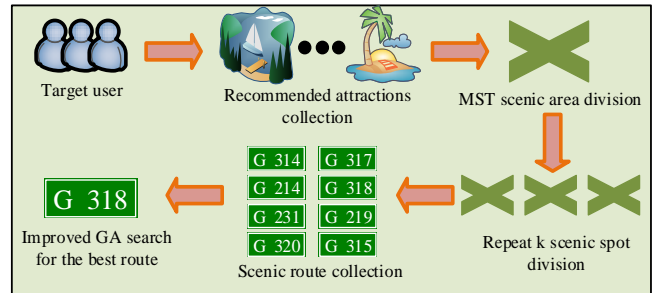 Target user
Recommended attractions
collection
MST scenic area division
G 314
G 317
G 214
G 318
G 231
G 219
G 320
G 315
G 318
Improved GA search
for the best route
Scenic route collection
Repeat k scenic spot
division